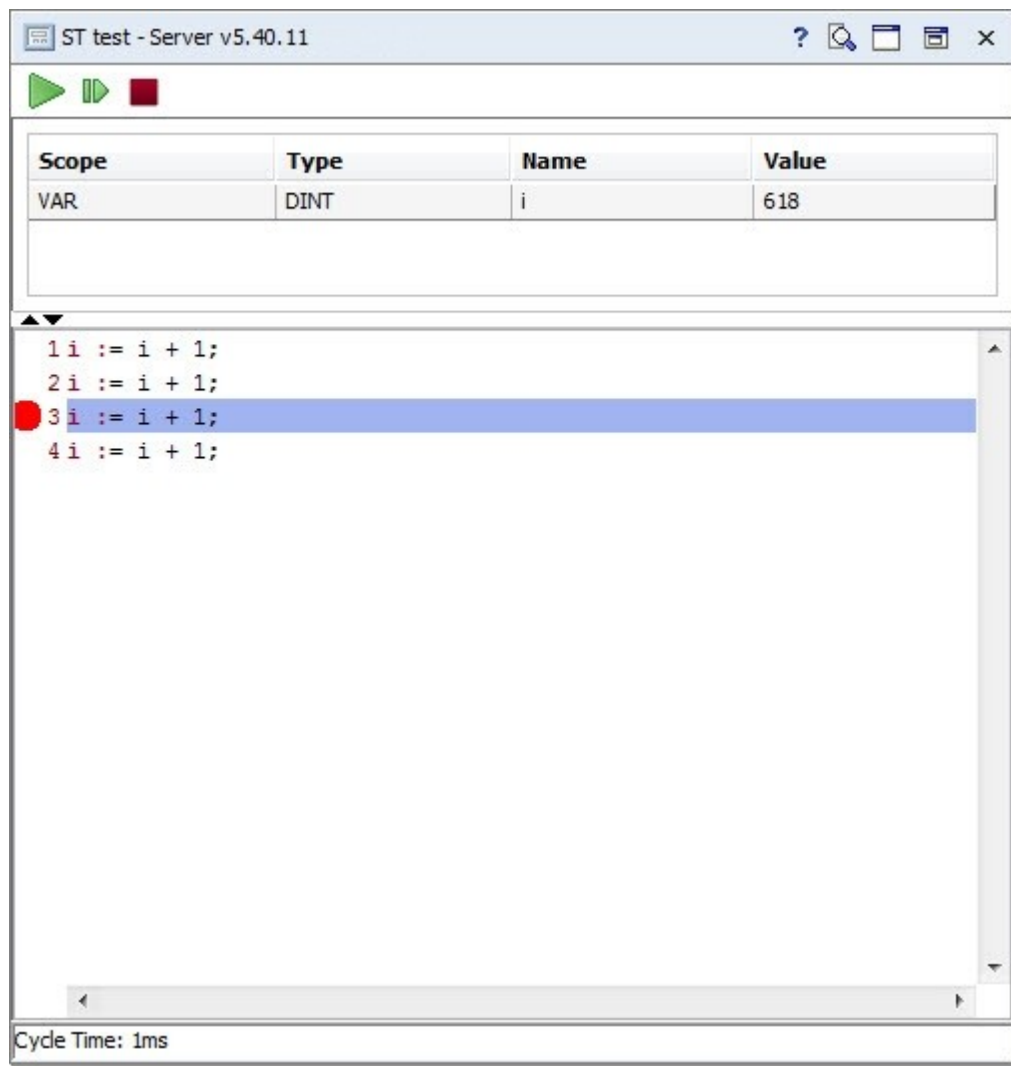 ST test - Server v5.40.11 ?
Scope Type Name Value
VAR DINT i 618
1 i := i + 1;
2 i := i + 1;
3 i := i + 1;
4 i := i + 1;
Cycle Time: 1ms